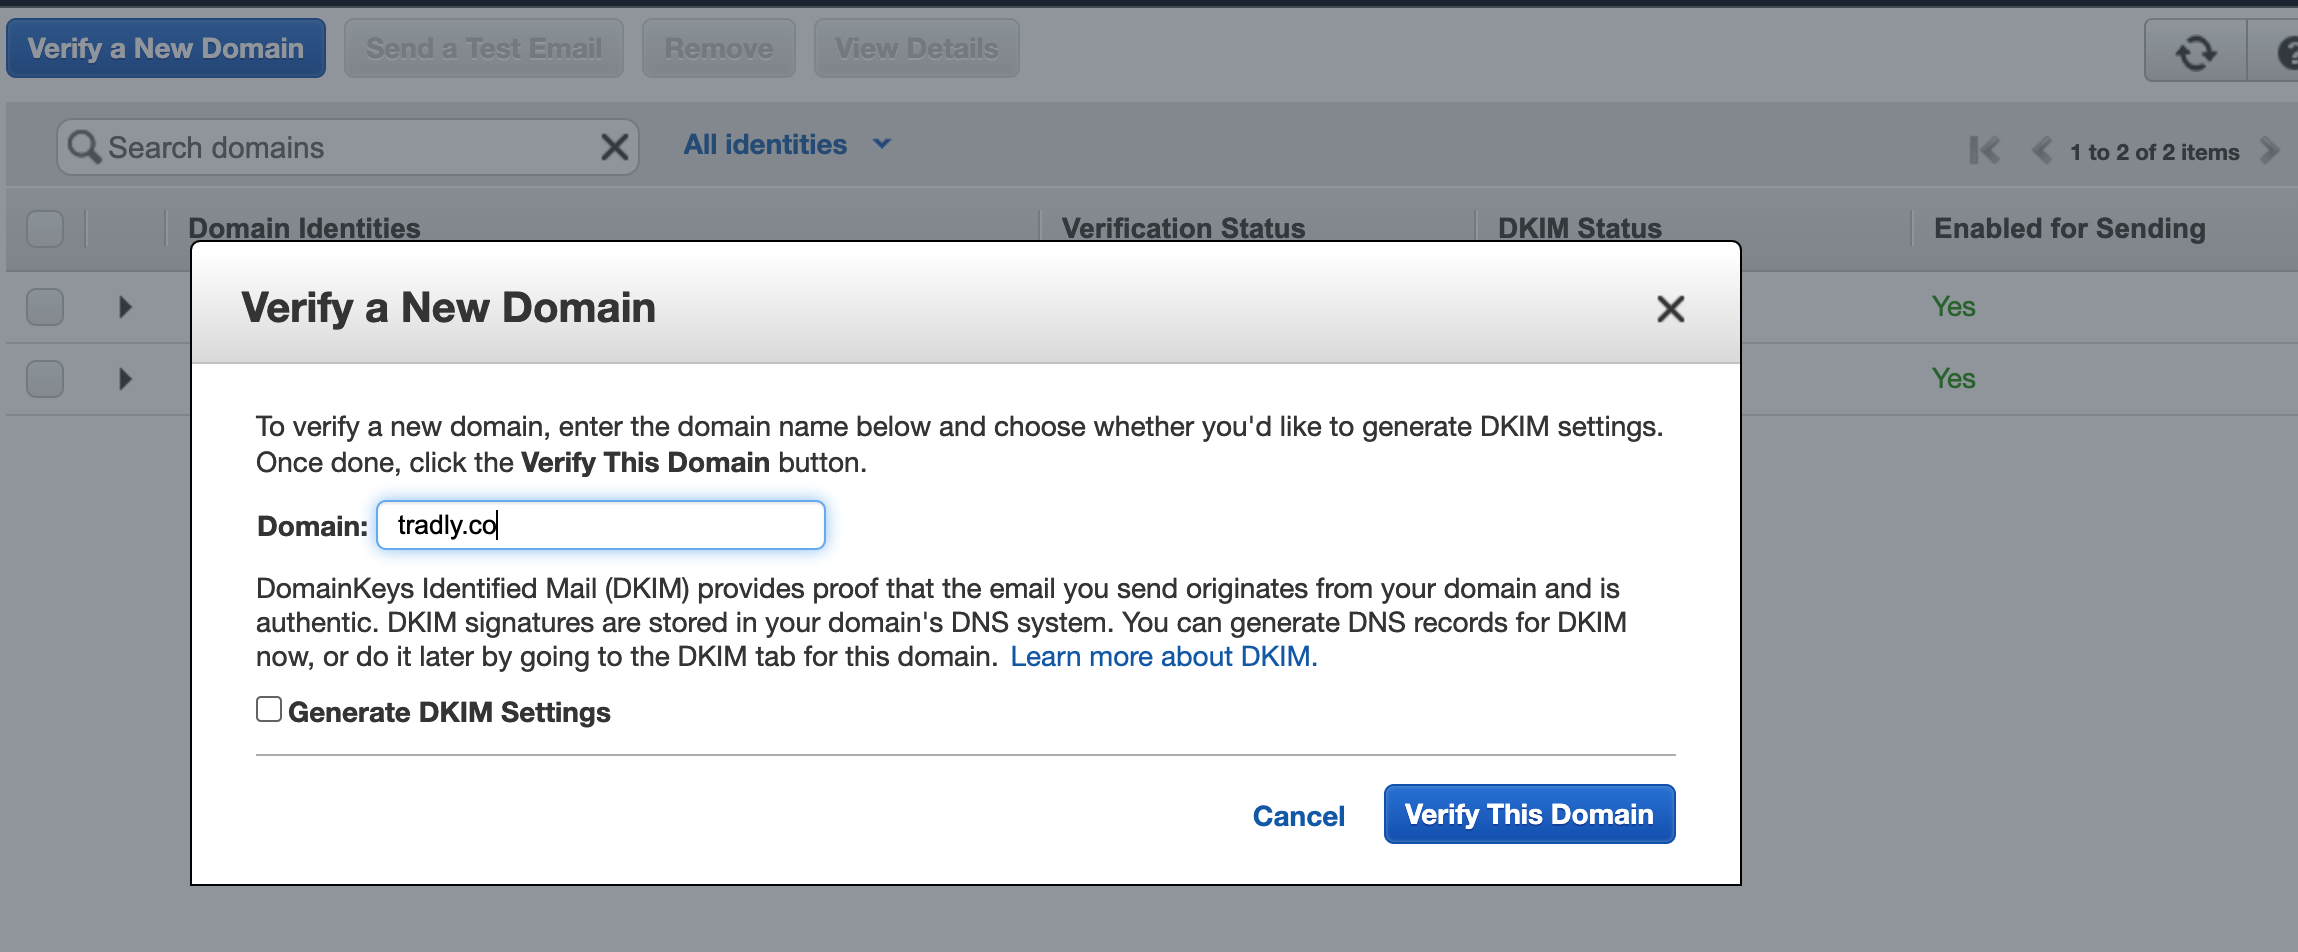 Verify a New Domain Send a Test Email Remove View Details
Search domains All identities 1 to 2 of 2 items
Domain Identities Verification Status DKIM Status Enabled for Sending
Yes
Yes
Verify a New Domain
To verify a new domain, enter the domain name below and choose whether you'd like to generate DKIM settings.
Once done, click the Verify This Domain button.
Domain: tradly.co
DomainKeys Identified Mail (DKIM) provides proof that the email you send originates from your domain and is
authentic. DKIM signatures are stored in your domain's DNS system. You can generate DNS records for DKIM
now, or do it later by going to the DKIM tab for this domain. Learn more about DKIM.
Generate DKIM Settings
Cancel Verify This Domain